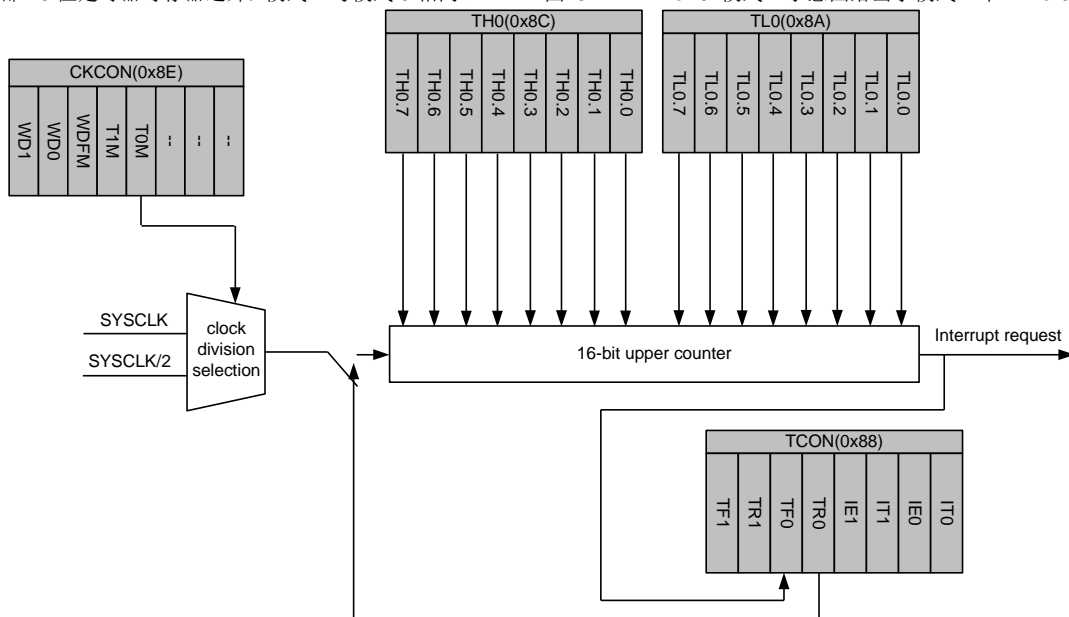 TH0(0x8C)
TH0.7
TH0.6
TH0.5
TH0.4
TH0.3
TH0.2
TH0.1
TH0.0
TL0(0x8A)
TL0.7
TL0.6
TL0.5
TL0.4
TL0.3
TL0.2
TL0.1
TL0.0
CKCON(0x8E)
WD1
WD0
WDFM
T1M
T0M
--
--
--
SYSCLK
SYSCLK/2
clock
division
selection
16-bit upper counter
Interrupt request
TCON(0x88)
TF1
TR1
TF0
TR0
IE1
IT1
IE0
IT0